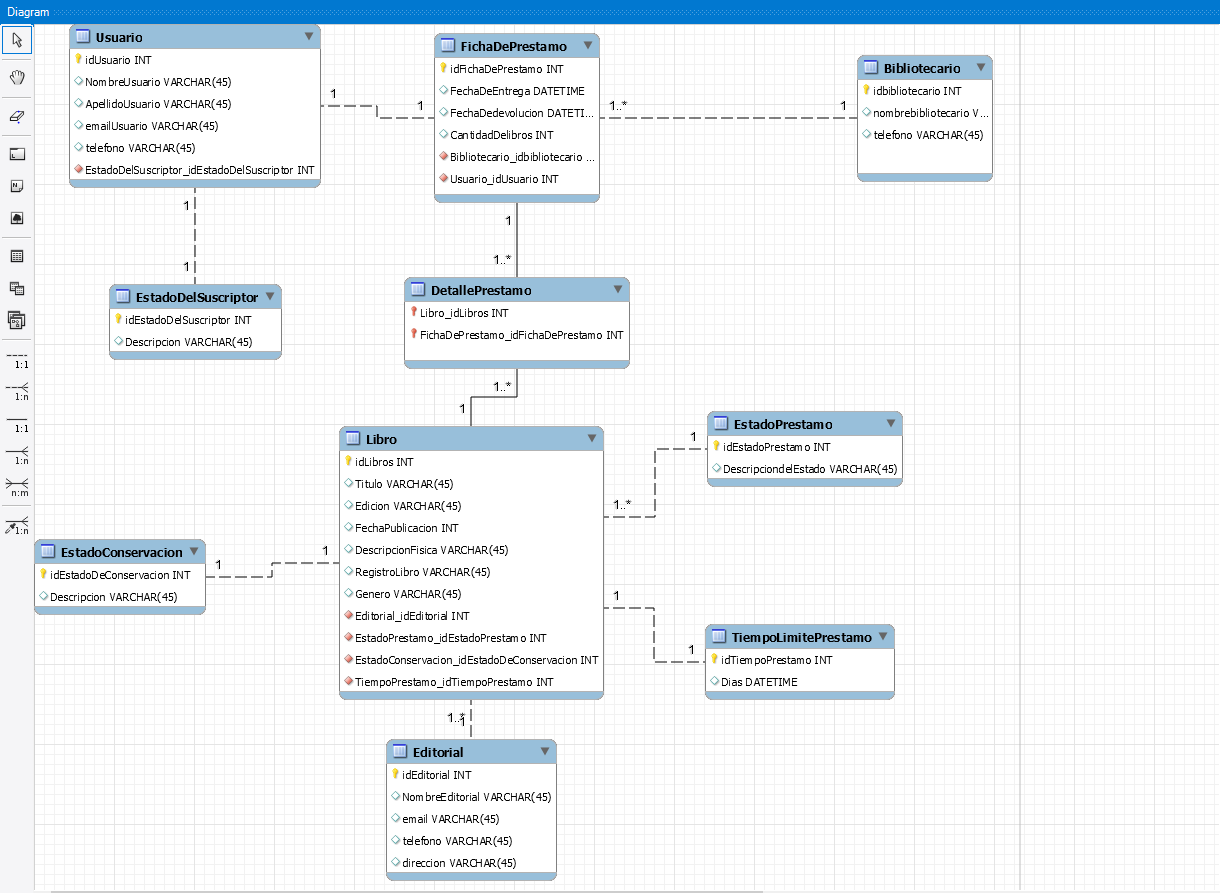 Diagram
Usuario
idUsuario INT
NombreUsuario VARCHAR(45)
ApellidoUsuario VARCHAR(45)
emailUsuario VARCHAR(45)
telefono VARCHAR(45)
EstadoDelSuscriptor_idEstadoDelSuscriptor INT
1
1
FichaDePrestamo
idFichaDePrestamo INT
FechaDeEntrega DATETIME
FechaDedevolucion DATETI...
CantidadDelibros INT
Bibliotecario_idbibliotecario ...
Usuario_idUsuario INT
1..*
1
Bibliotecario
idbibliotecario INT
nombrebibliotecario V...
telefono VARCHAR(45)
1
1
EstadoDelSuscriptor
idEstadoDelSuscriptor INT
Descripcion VARCHAR(45)
1
1..*
DetallePrestamo
Libro_idLibros INT
FichaDePrestamo_idFichaDePrestamo INT
1..*
1
Libro
idLibros INT
Titulo VARCHAR(45)
Edicion VARCHAR(45)
FechaPublicacion INT
DescripcionFisica VARCHAR(45)
RegistroLibro VARCHAR(45)
Genero VARCHAR(45)
Editorial_idEditorial INT
EstadoPrestamo_idEstadoPrestamo INT
EstadoConservacion_idEstadoDeConservacion INT
TiempoPrestamo_idTiempoPrestamo INT
1
1..*
EstadoPrestamo
idEstadoPrestamo INT
DescripciondelEstado VARCHAR(45)
EstadoConservacion
idEstadoDeConservacion INT
Descripcion VARCHAR(45)
1
1
1
1
TiempoLimitePrestamo
idTiempoPrestamo INT
Dias DATETIME
1..*
1
Editorial
idEditorial INT
NombreEditorial VARCHAR(45)
email VARCHAR(45)
telefono VARCHAR(45)
direccion VARCHAR(45)
1:1
1:n
1:1
1:n
n:m
1:n